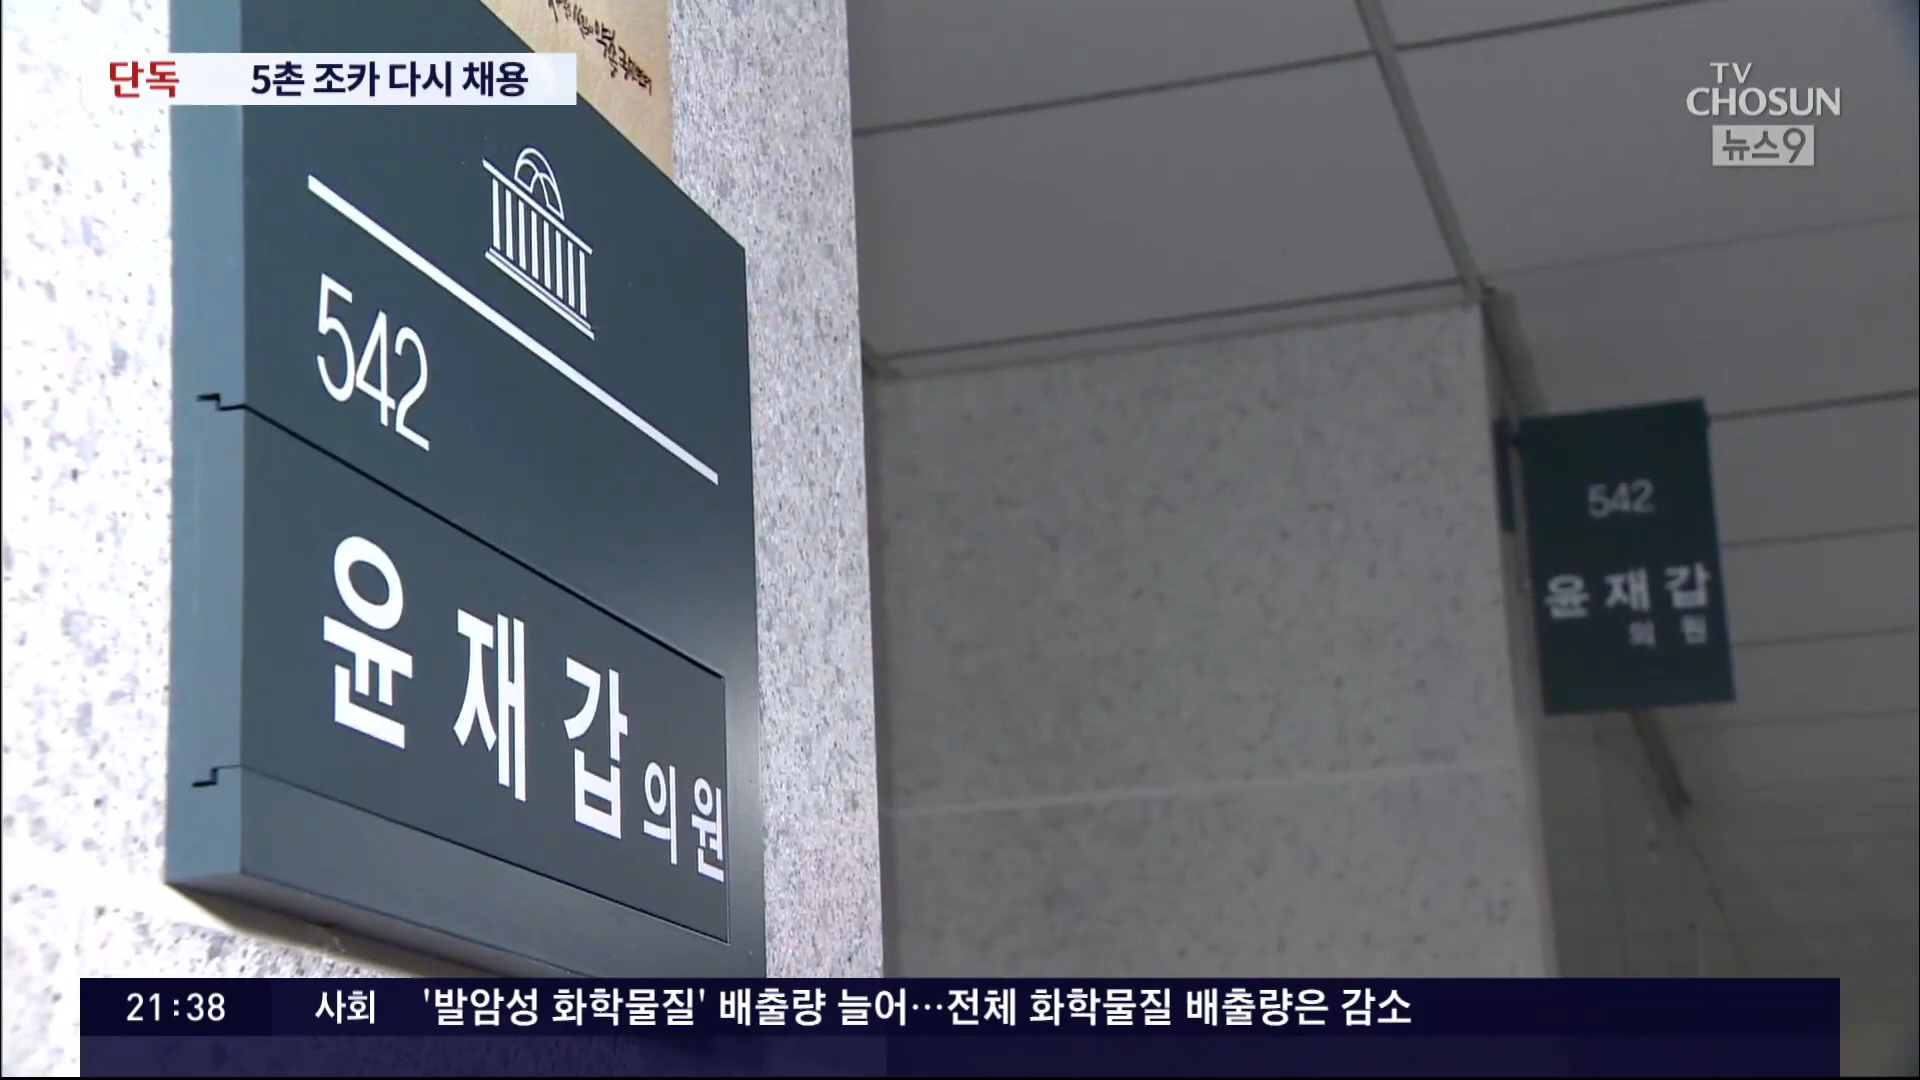 단독 5촌 조카 다시 채용
TV CHOSUN
뉴스9
542
윤재갑 의원
542
윤재갑
의원
21:38 사회 '발암성 화학물질' 배출량 늘어…전체 화학물질 배출량은 감소